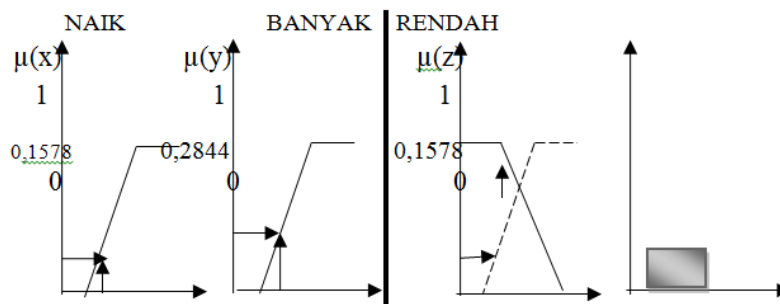 NAIK BANYAK RENDAH
µ(x) µ(y) µ(z)
1 1 1
0,1578 0,2844 0,1578
0 0 0